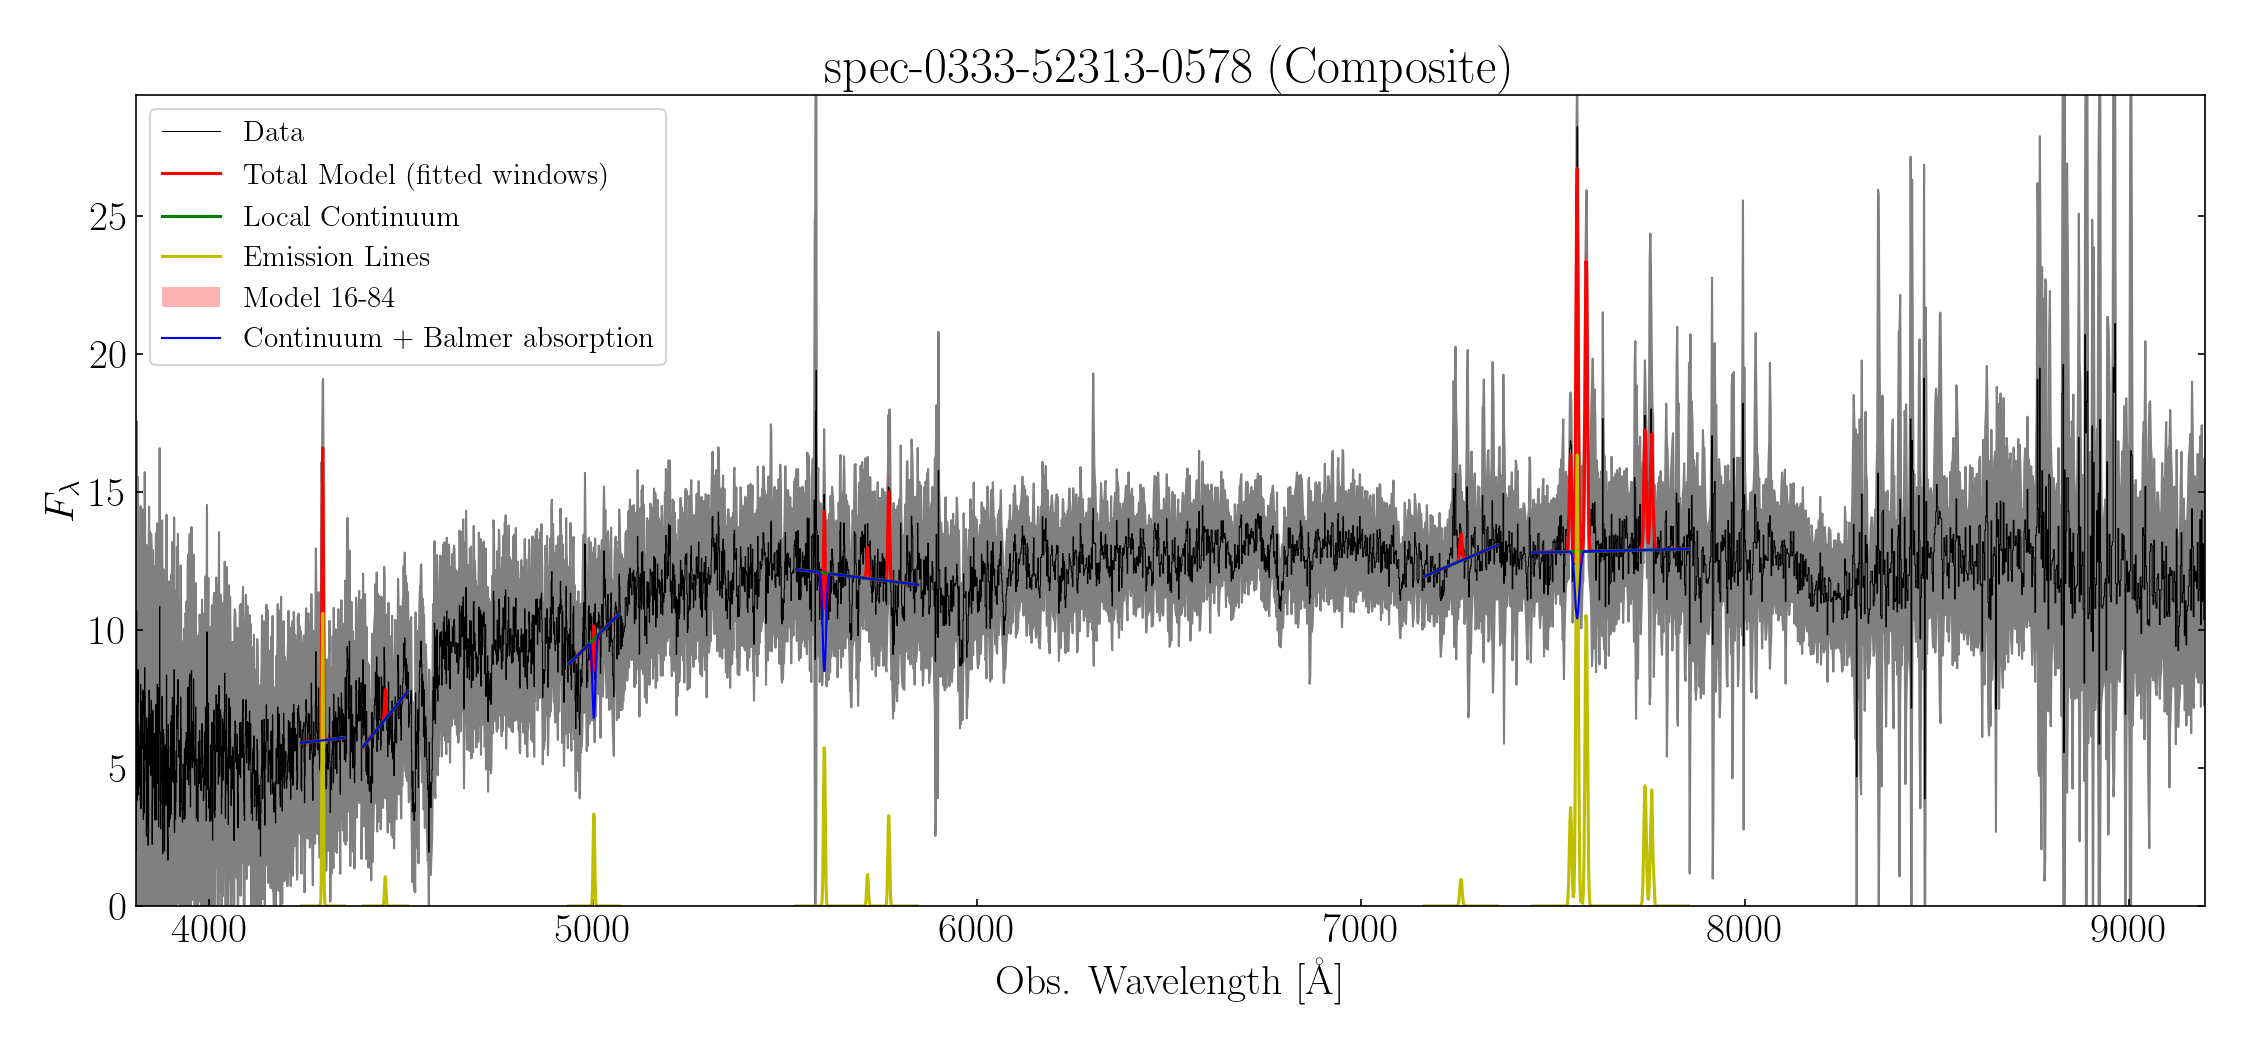 spec-0333-52313-0578 (Composite)
Data
Total Model (fitted windows)
Local Continuum
Emission Lines
Model 16-84
Continuum + Balmer absorption
Fλ
25
20
15
10
5
0
4000 5000 6000 7000 8000 9000
Obs. Wavelength [Å]